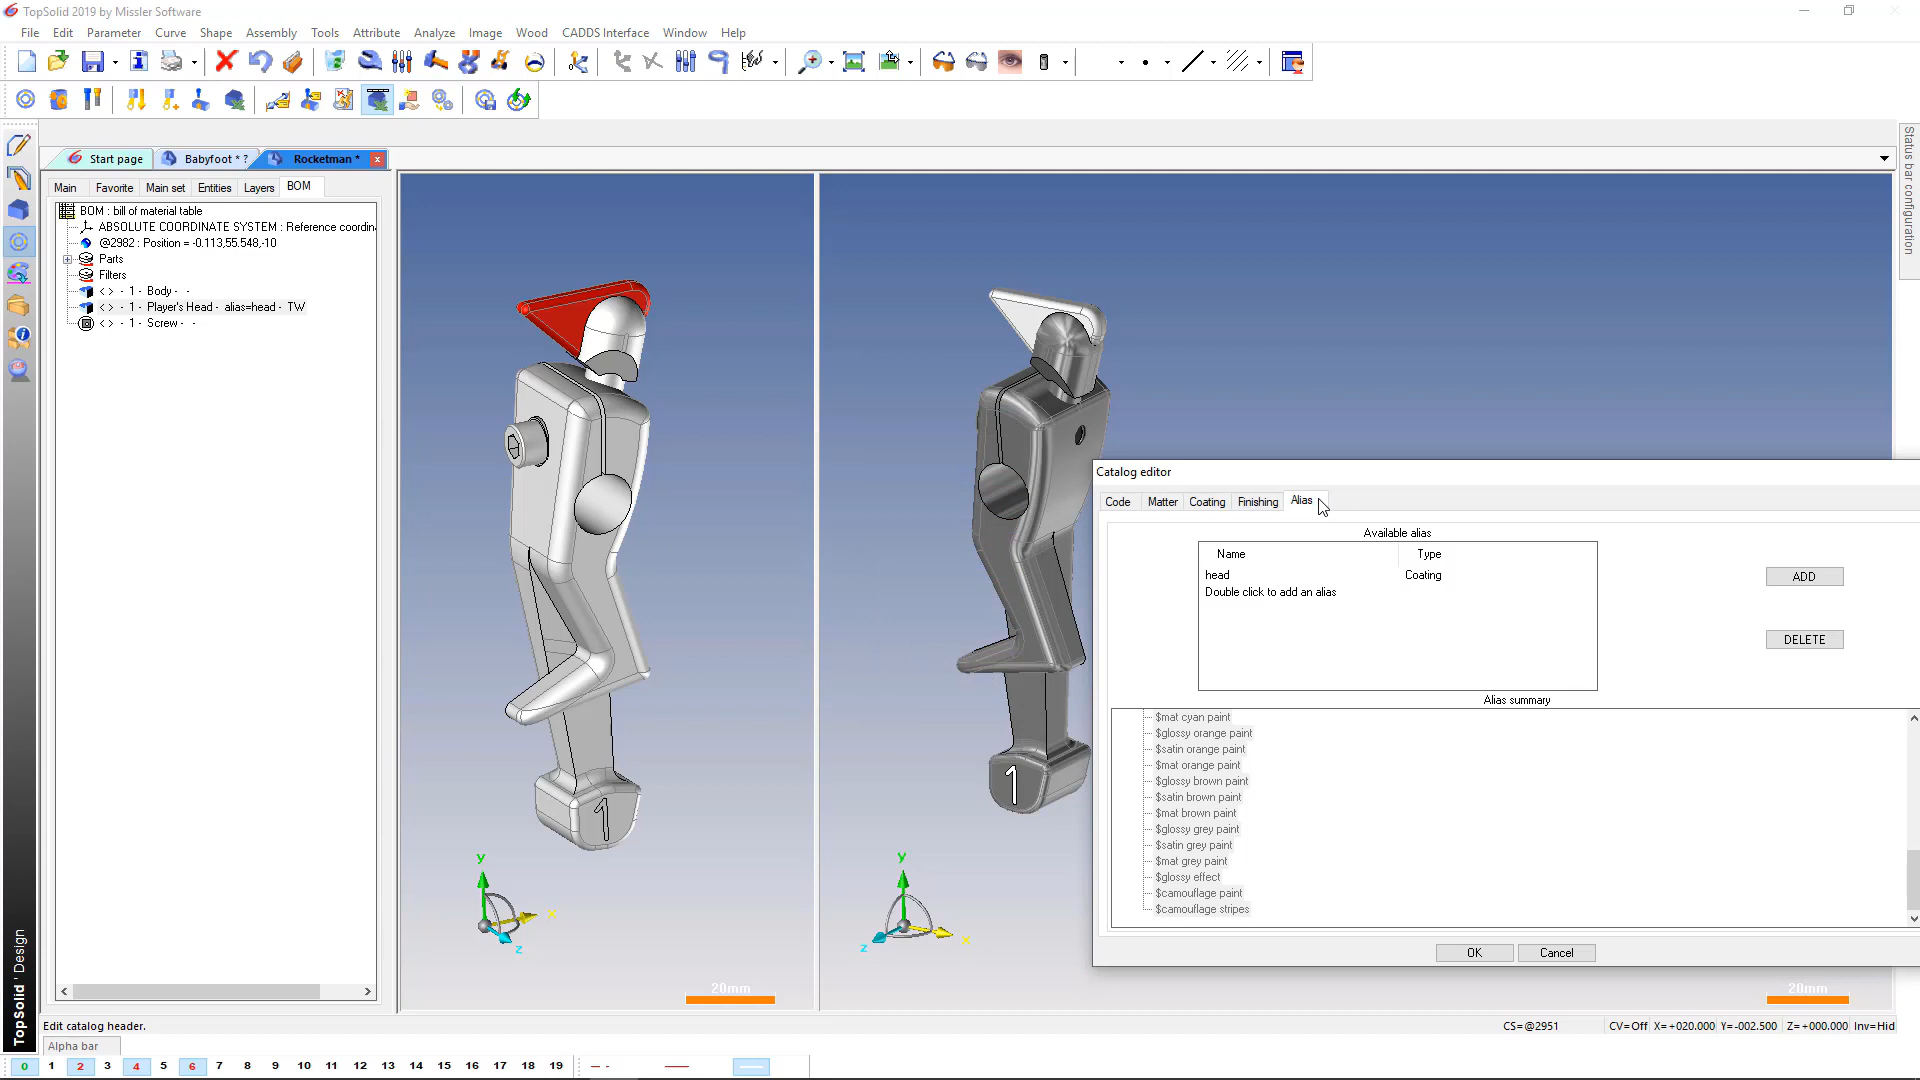 TopSolid 2019 by Missler Software
File Edit Parameter Curve Shape Assembly Tools Attribute Analyze Image Wood CADDS Interface Window Help
Start page Babyfoot * ? Rocketman *
Main Favorite Main set Entities Layers BOM
BOM : bill of material table
ABSOLUTE COORDINATE SYSTEM : Reference coordin
@2982 : Position = -0.113,55.548,-10
Parts
Filters
< > - 1 - Body - -
< > - 1 - Player's Head - alias=head - TW
< > - 1 - Screw - -
1
y
x
z
20mm
1
y
x
z
20mm
Status bar configuration
Catalog editor
Code Matter Coating Finishing Alias
Available alias
Name Type
head Coating
Double click to add an alias
ADD
DELETE
Alias summary
$mat cyan paint
$glossy orange paint
$satin orange paint
$mat orange paint
$glossy brown paint
$satin brown paint
$mat brown paint
$glossy grey paint
$satin grey paint
$mat grey paint
$glossy effect
$camouflage paint
$camouflage stripes
OK Cancel
TopSolid ' Design
Edit catalog header.
CS=@2951 CV=Off X=+020.000 Y=-002.500 Z=+000.000 Inv=Hid
Alpha bar
0 1 2 3 4 5 6 7 8 9 10 11 12 13 14 15 16 17 18 19